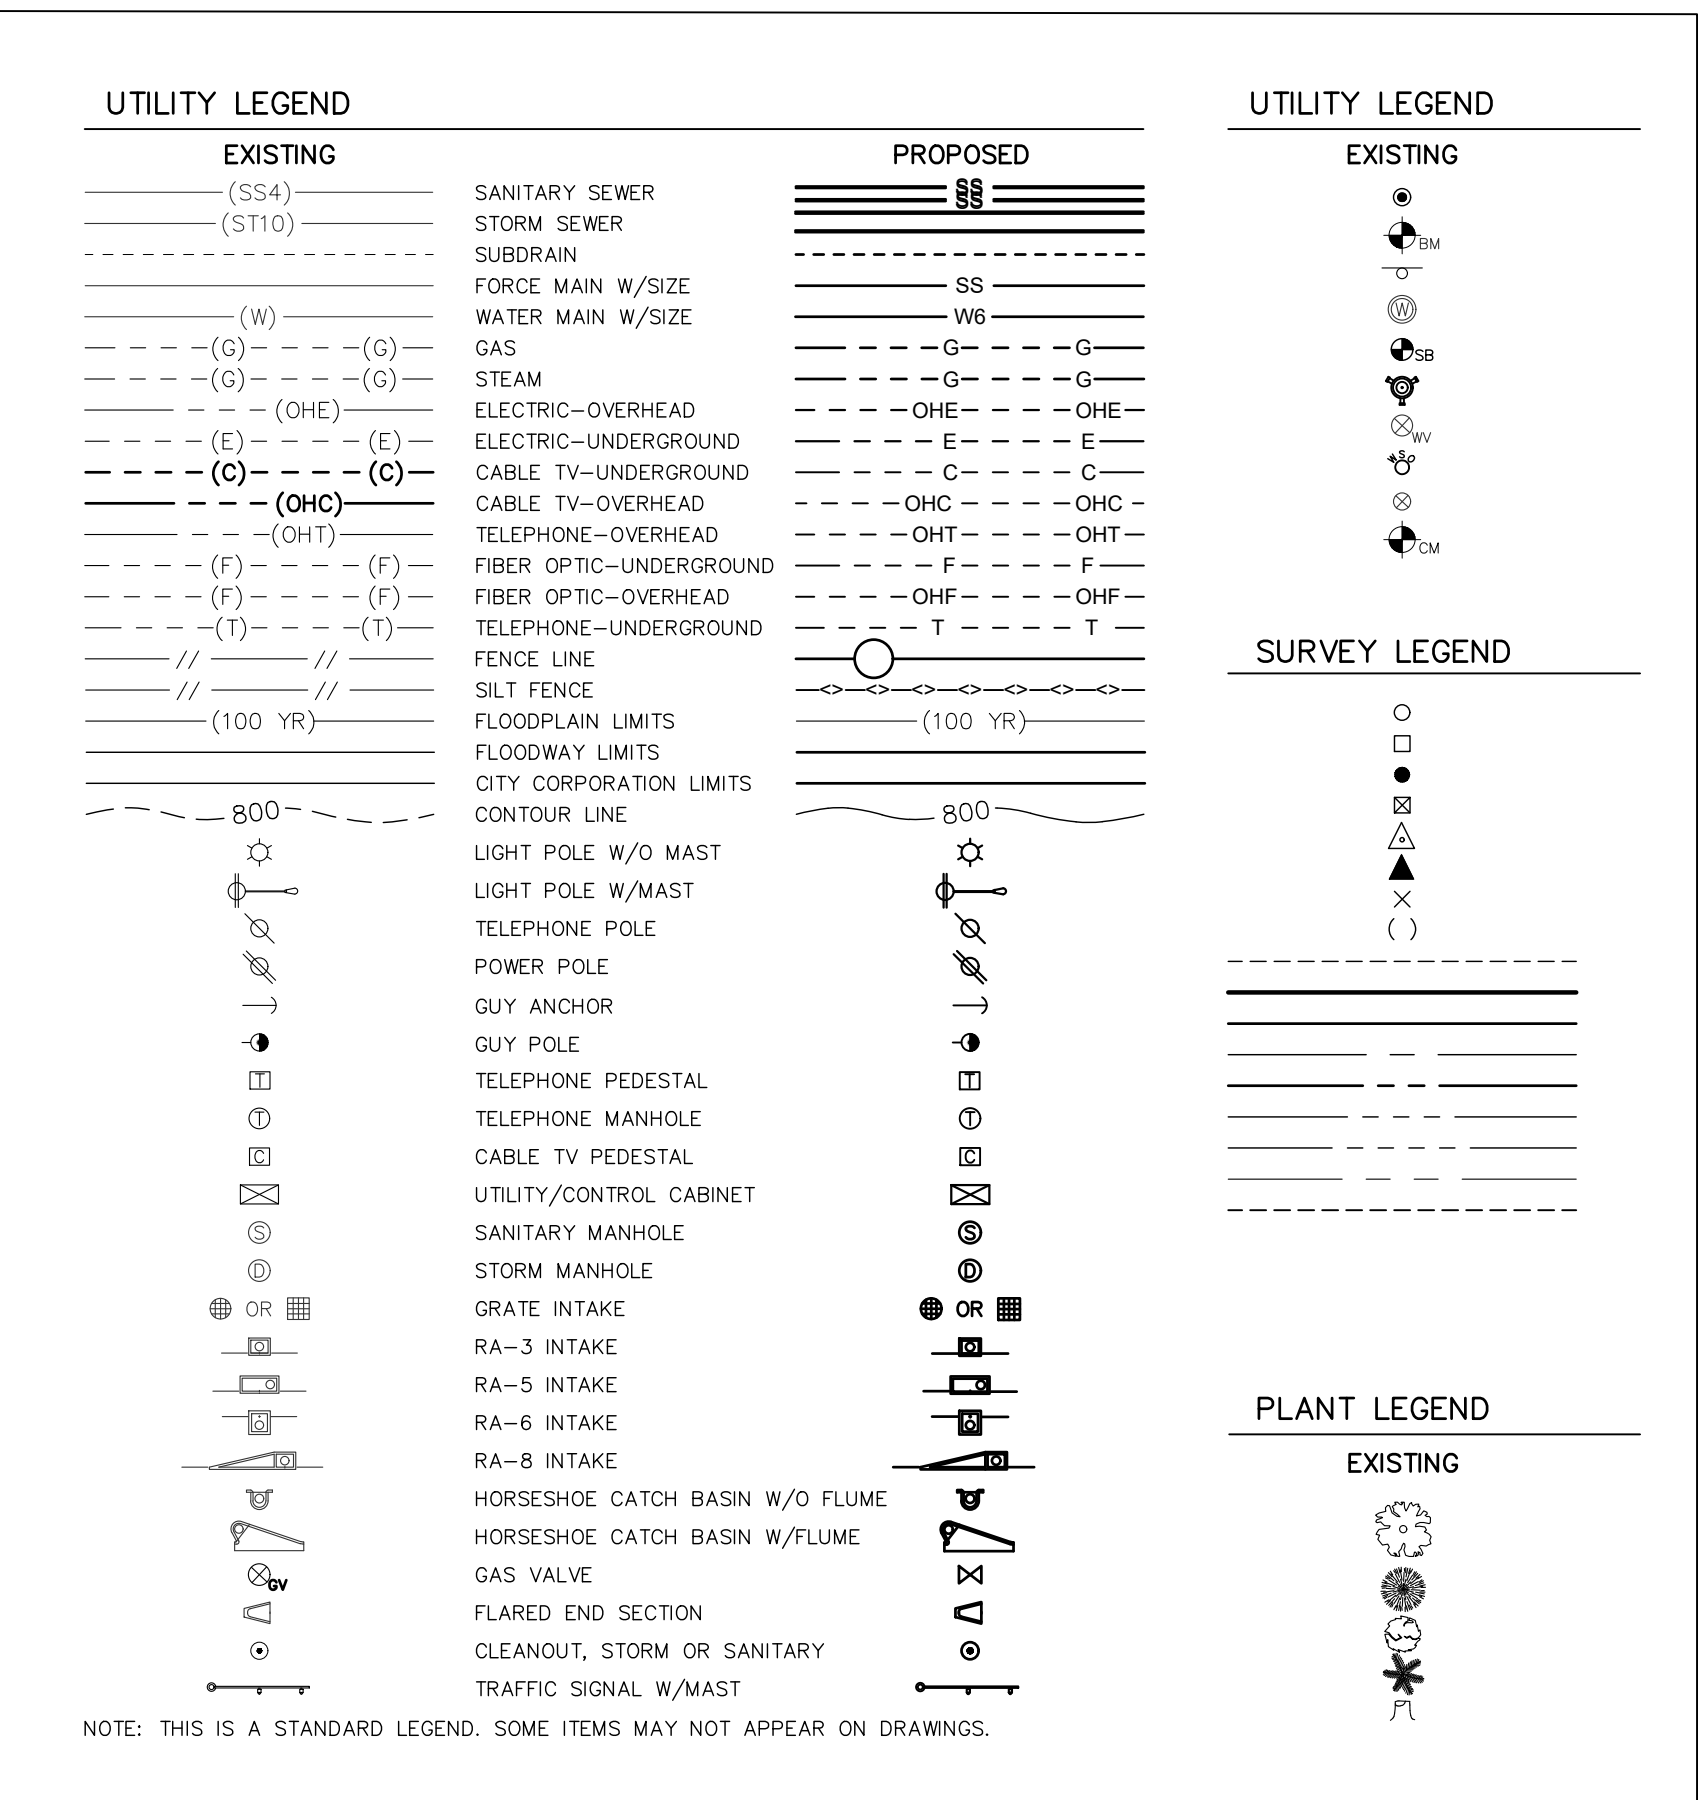 UTILITY LEGEND
EXISTING PROPOSED
(SS4) SANITARY SEWER SS SS
(ST10) STORM SEWER
SUBDRAIN
FORCE MAIN W/SIZE SS
(W) WATER MAIN W/SIZE W6
(G) (G) GAS G G
(G) (G) STEAM G G
(OHE) ELECTRIC-OVERHEAD OHE OHE
(E) (E) ELECTRIC-UNDERGROUND E E
(C) (C) CABLE TV-UNDERGROUND C C
(OHC) CABLE TV-OVERHEAD OHC OHC
(OHT) TELEPHONE-OVERHEAD OHT OHT
(F) (F) FIBER OPTIC-UNDERGROUND F F
(F) (F) FIBER OPTIC-OVERHEAD OHF OHF
(T) (T) TELEPHONE-UNDERGROUND T T
// // FENCE LINE
// // SILT FENCE <> <> <> <> <> <> <>
(100 YR) FLOODPLAIN LIMITS (100 YR)
FLOODWAY LIMITS
CITY CORPORATION LIMITS
800 CONTOUR LINE 800
LIGHT POLE W/O MAST
LIGHT POLE W/MAST
TELEPHONE POLE
POWER POLE
GUY ANCHOR
GUY POLE
T TELEPHONE PEDESTAL T
T TELEPHONE MANHOLE T
C CABLE TV PEDESTAL C
UTILITY/CONTROL CABINET
S SANITARY MANHOLE S
D STORM MANHOLE D
OR GRATE INTAKE OR
RA-3 INTAKE
RA-5 INTAKE
RA-6 INTAKE
RA-8 INTAKE
HORSESHOE CATCH BASIN W/O FLUME
HORSESHOE CATCH BASIN W/FLUME
GV GAS VALVE
FLARED END SECTION
CLEANOUT, STORM OR SANITARY
TRAFFIC SIGNAL W/MAST
NOTE: THIS IS A STANDARD LEGEND. SOME ITEMS MAY NOT APPEAR ON DRAWINGS.
UTILITY LEGEND
EXISTING
BM
W
SB
WV
W S O
CM
SURVEY LEGEND
( )
PLANT LEGEND
EXISTING